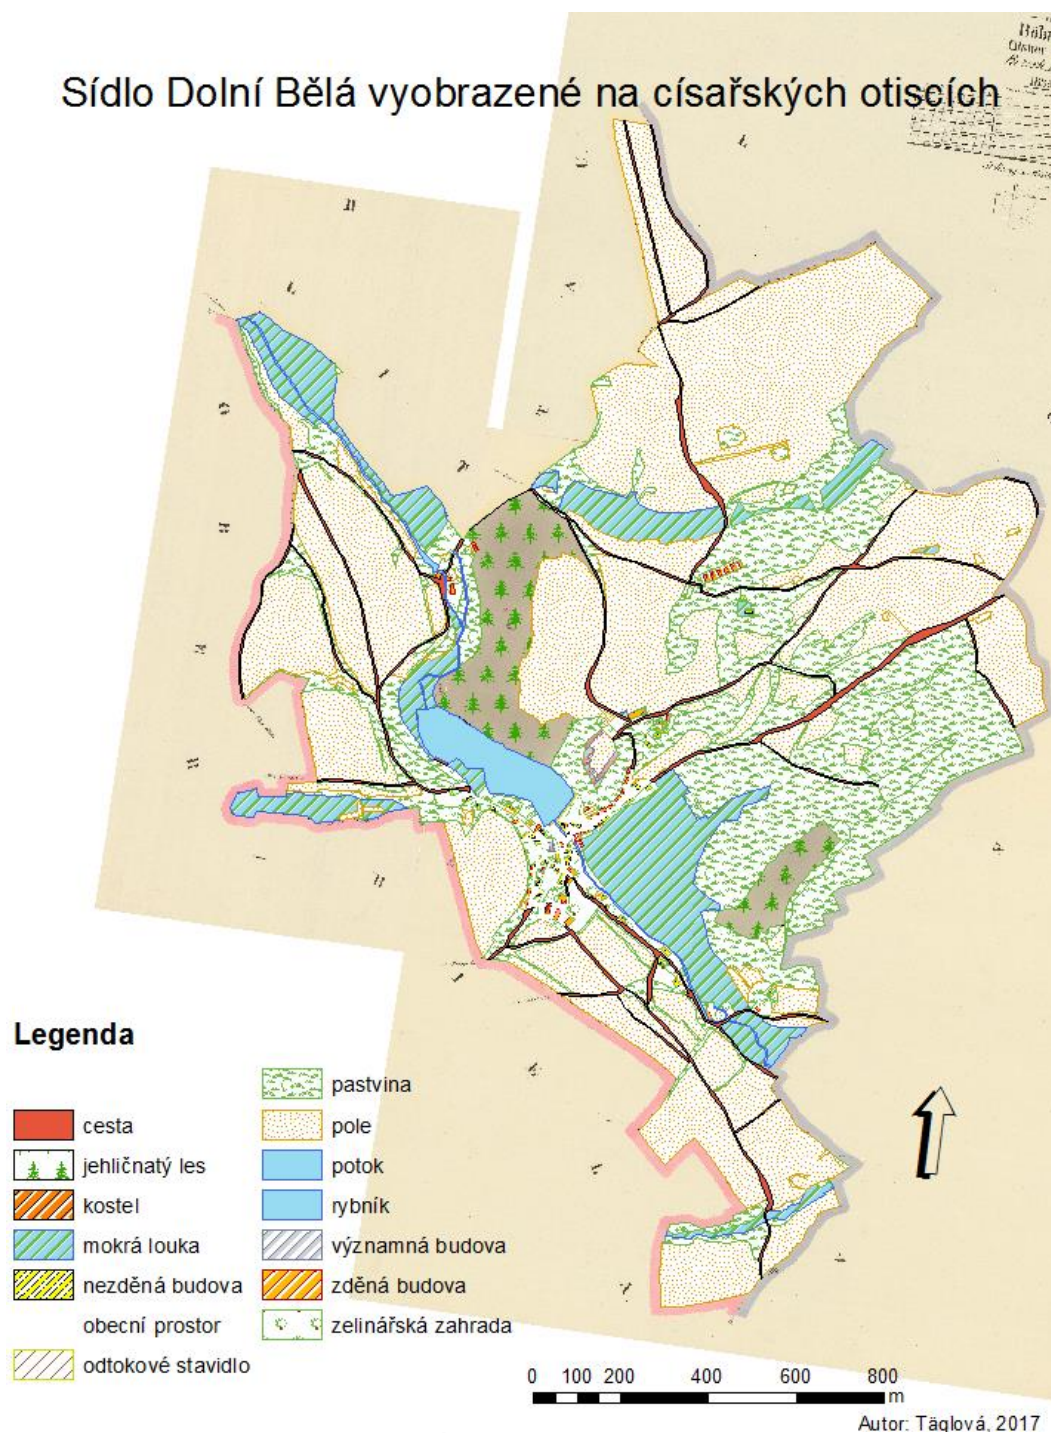 Sídlo Dolní Bělá vyobrazené na císařských otiscích
Legenda
cesta
jehličnatý les
kostel
mokrá louka
nezděná budova
obecní prostor
odtokové stavidlo
pastvina
pole
potok
rybník
významná budova
zděná budova
zelinářská zahrada
0 100 200 400 600 800
m
Autor: Täglová, 2017